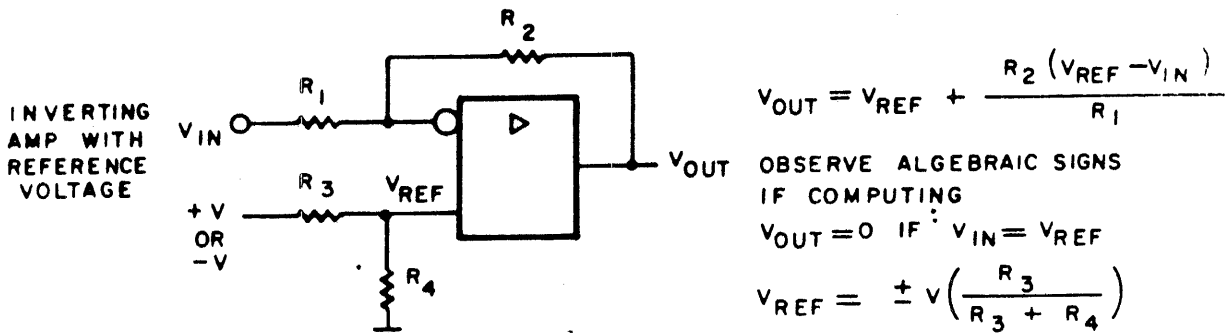 INVERTING
AMP WITH
REFERENCE
VOLTAGE
R2
R1
VIN
R3
VREF
+V
OR
-V
R4
VOUT
VOUT = VREF + R2 (VREF - VIN) / R1
OBSERVE ALGEBRAIC SIGNS
IF COMPUTING
VOUT = 0 IF : VIN = VREF
VREF = ± V (R3 / R3 + R4)